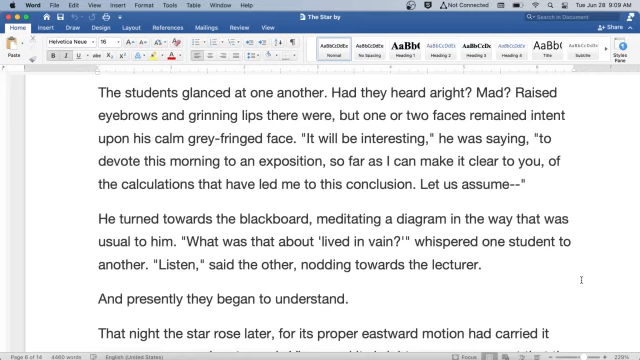 Word File Edit View Insert Format Tools Table Window Help
Not Connected Tue Jun 28 9:09 AM
The Star by
Search in Document
Home Insert Draw Design Layout References Mailings Review View
Share
Paste Helvetica Neue 16
AaBbCcDdEe AaBbCcDdEe
Normal No Spacing Heading 1 Heading 2 Heading 3 Heading 4 Title Subtitle
Styles Pane
The students glanced at one another. Had they heard aright? Mad? Raised
eyebrows and grinning lips there were, but one or two faces remained intent
upon his calm grey-fringed face. "It will be interesting," he was saying, "to
devote this morning to an exposition, so far as I can make it clear to you, of
the calculations that have led me to this conclusion. Let us assume--"
He turned towards the blackboard, meditating a diagram in the way that was
usual to him. "What was that about 'lived in vain?'" whispered one student to
another. "Listen," said the other, nodding towards the lecturer.
And presently they began to understand.
That night the star rose later, for its proper eastward motion had carried it
Page 6 of 14 4460 words 229%